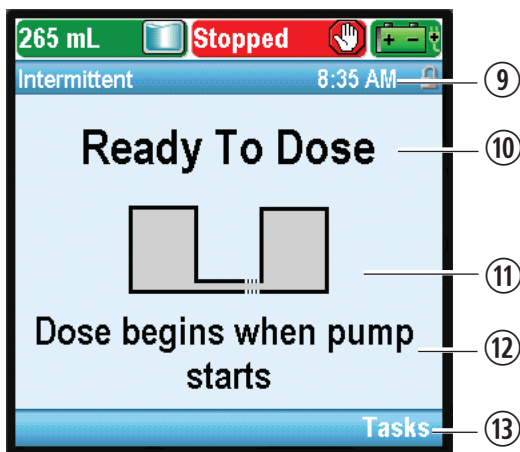 265 mL Stopped
Intermittent 8:35 AM ⑨
Ready To Dose ⑩
⑪
Dose begins when pump ⑫
starts
Tasks ⑬